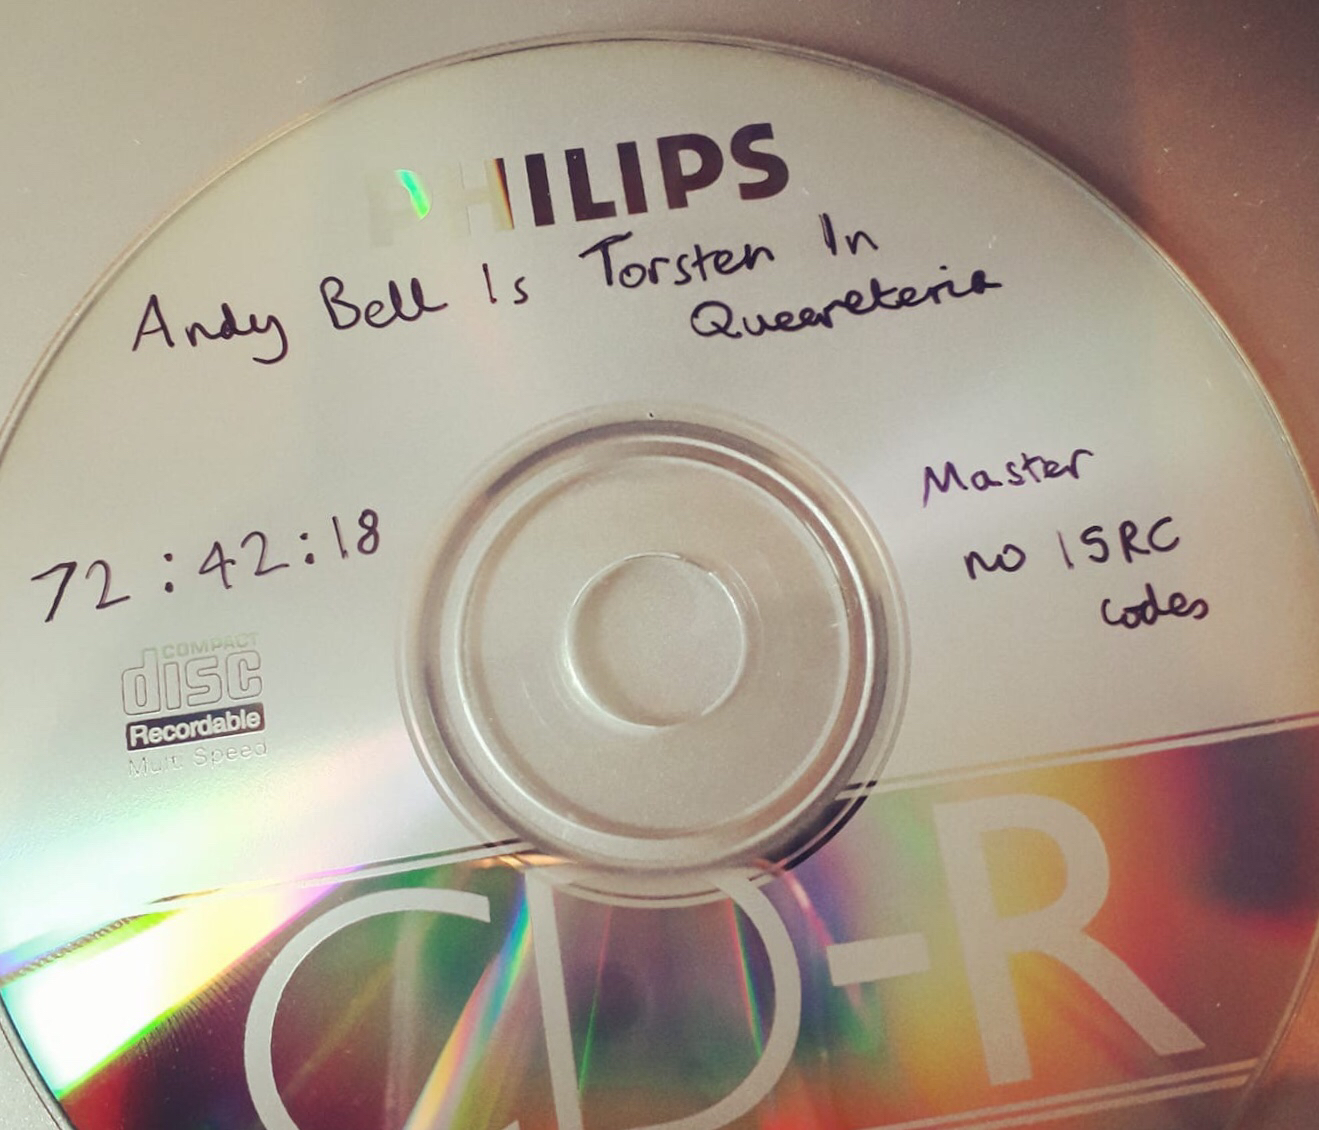 PHILIPS
Andy Bell Is Torsten In
Queereteria
Master
72:42:18
no ISRC
codes
COMPACT
disc
Recordable
Multi Speed
CD-R